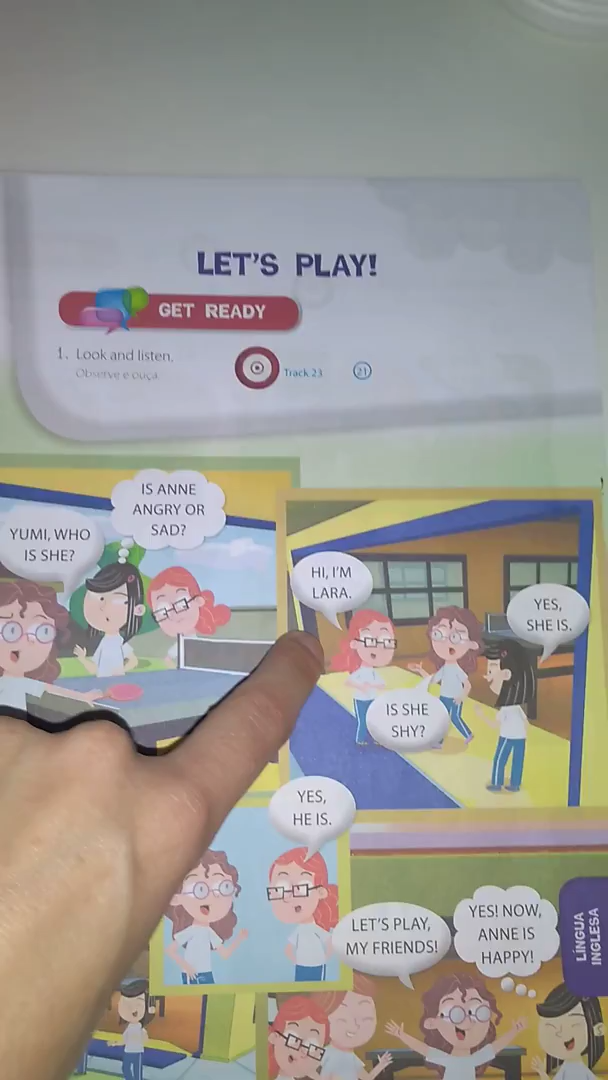 LET'S PLAY!
GET READY
1. Look and listen.
Observe e ouça.
Track 23
21
YUMI, WHO
IS SHE?
IS ANNE
ANGRY OR
SAD?
HI, I'M
LARA.
YES,
SHE IS.
IS SHE
SHY?
YES,
HE IS.
LET'S PLAY,
MY FRIENDS!
YES! NOW,
ANNE IS
HAPPY!
LÍNGUA
INGLESA